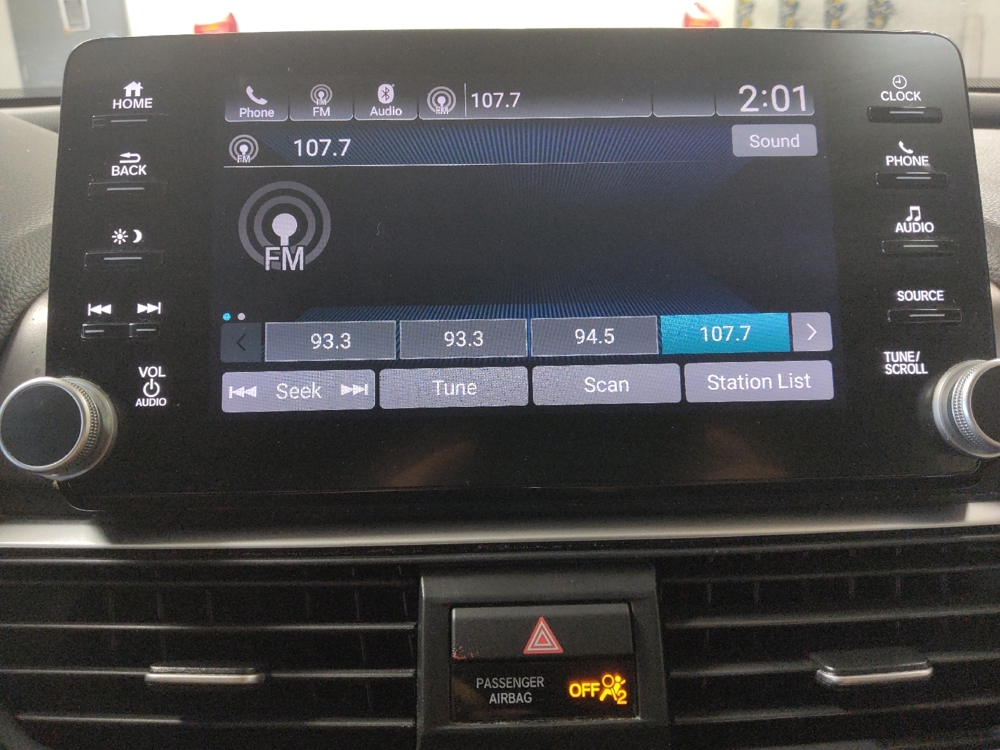 HOME
BACK
VOL
AUDIO
Phone
FM
Audio
FM
107.7
2:01
FM
107.7
Sound
FM
93.3
93.3
94.5
107.7
Seek
Tune
Scan
Station List
CLOCK
PHONE
AUDIO
SOURCE
TUNE/
SCROLL
PASSENGER
AIRBAG
OFF
2